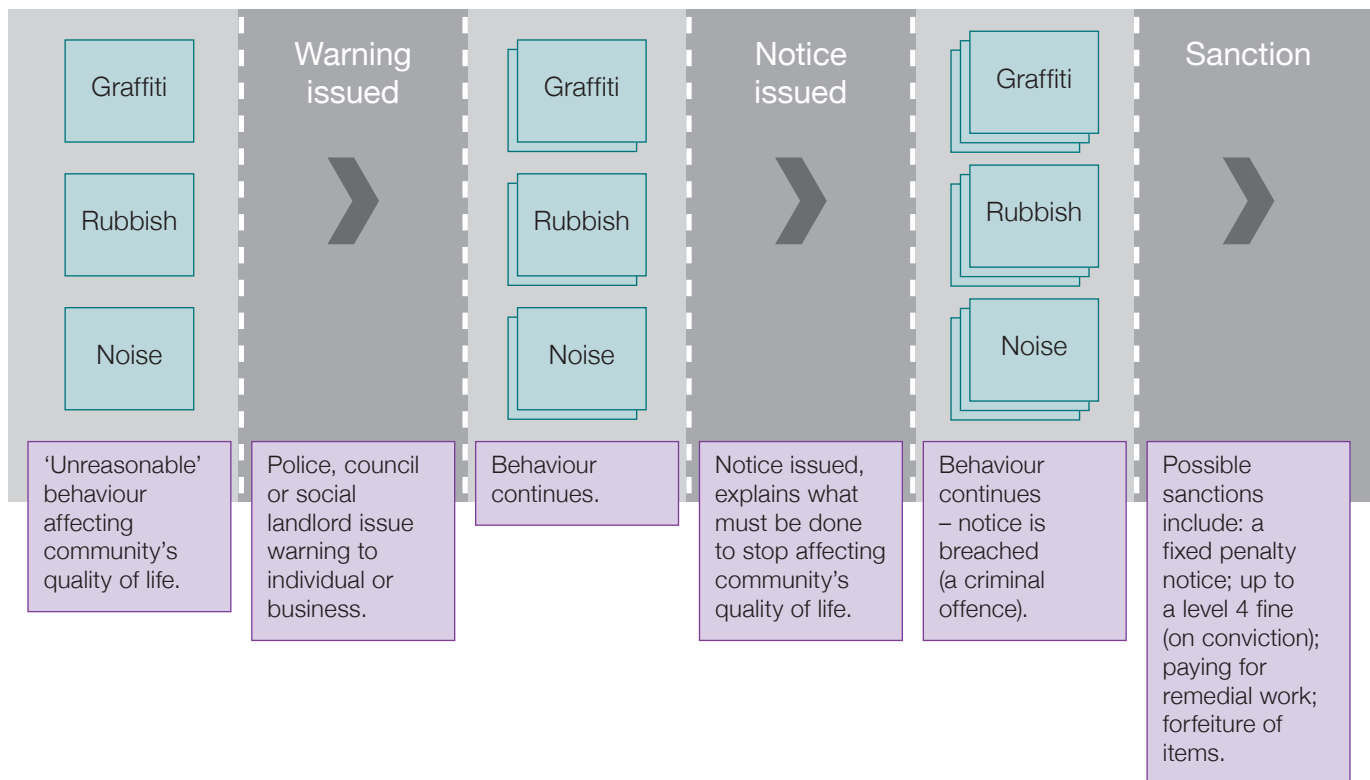 Graffiti
Rubbish
Noise
‘Unreasonable’
behaviour
affecting
community’s
quality of life.
Warning
issued
Police, council
or social
landlord issue
warning to
individual or
business.
Graffiti
Rubbish
Noise
Behaviour
continues.
Notice
issued
Notice issued,
explains what
must be done
to stop affecting
community’s
quality of life.
Graffiti
Rubbish
Noise
Behaviour
continues
– notice is
breached
(a criminal
offence).
Sanction
Possible
sanctions
include: a
fixed penalty
notice; up to
a level 4 fine
(on conviction);
paying for
remedial work;
forfeiture of
items.